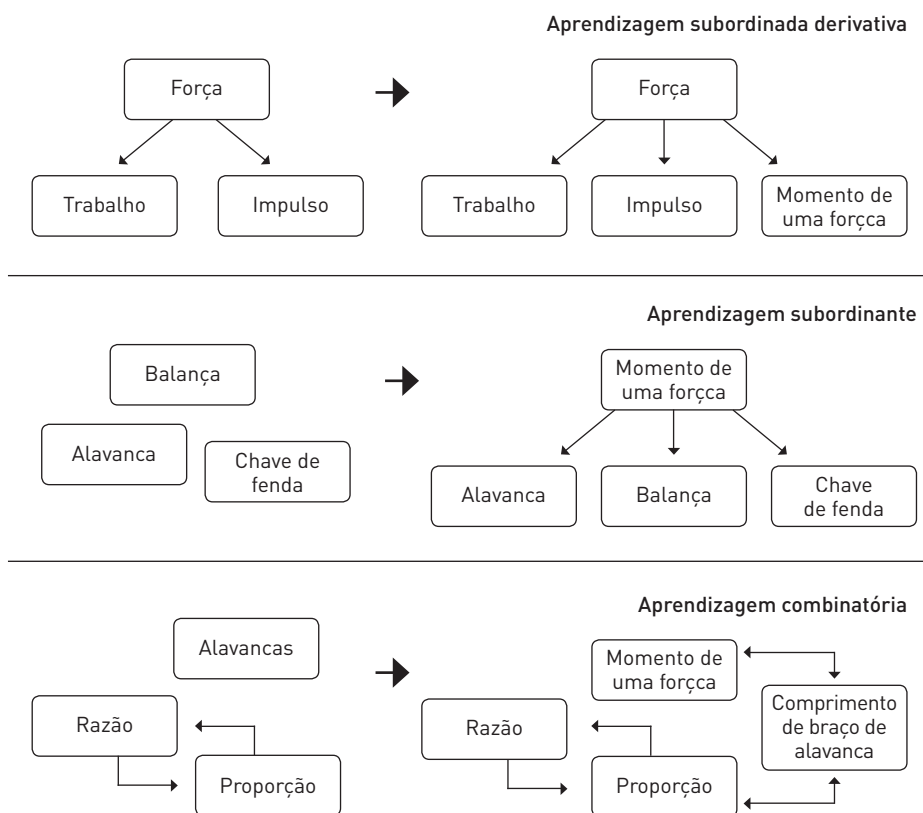 Aprendizagem subordinada derivativa
Força
Trabalho
Impulso
Força
Trabalho
Impulso
Momento de
uma forçca
Aprendizagem subordinante
Balança
Alavanca
Chave de
fenda
Momento de
uma forçca
Alavanca
Balança
Chave
de fenda
Aprendizagem combinatória
Alavancas
Razão
Proporção
Momento de
uma forçca
Razão
Proporção
Comprimento
de braço de
alavanca